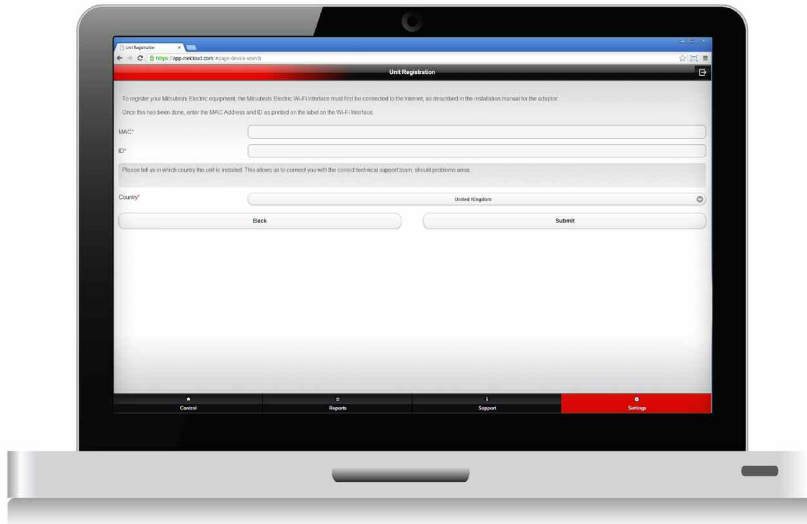 Unit Registration
https://app.melcloud.com/#page-device-search
Unit Registration
To register your Mitsubishi Electric equipment, the Mitsubishi Electric Wi-Fi Interface must first be connected to the Internet, as described in the installation manual for the adaptor.
Once this has been done, enter the MAC Address and ID as printed on the label on the Wi-Fi Interface.
MAC*
ID*
Please tell us in which country the unit is installed. This allows us to connect you with the correct technical support team, should problems arise.
Country*
United Kingdom
Back
Submit
Control
Reports
Support
Settings